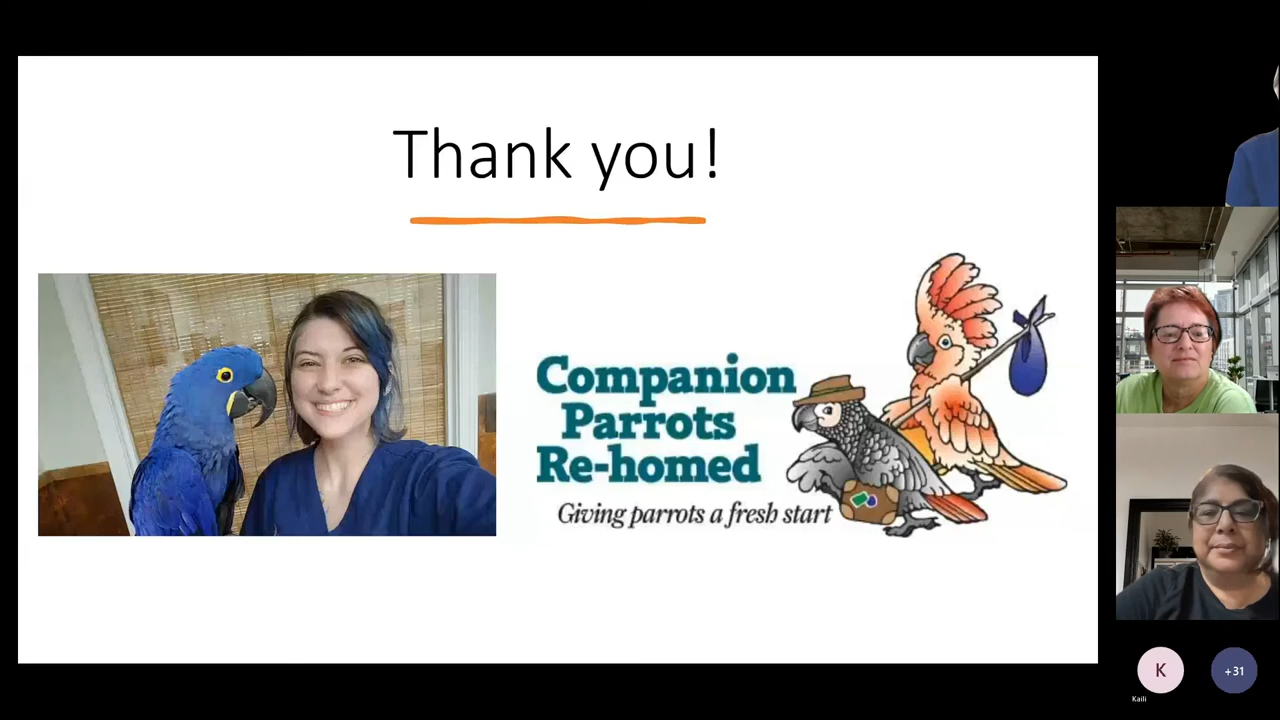 Thank you!
Companion
Parrots
Re-homed
Giving parrots a fresh start
K
+31
Kaili